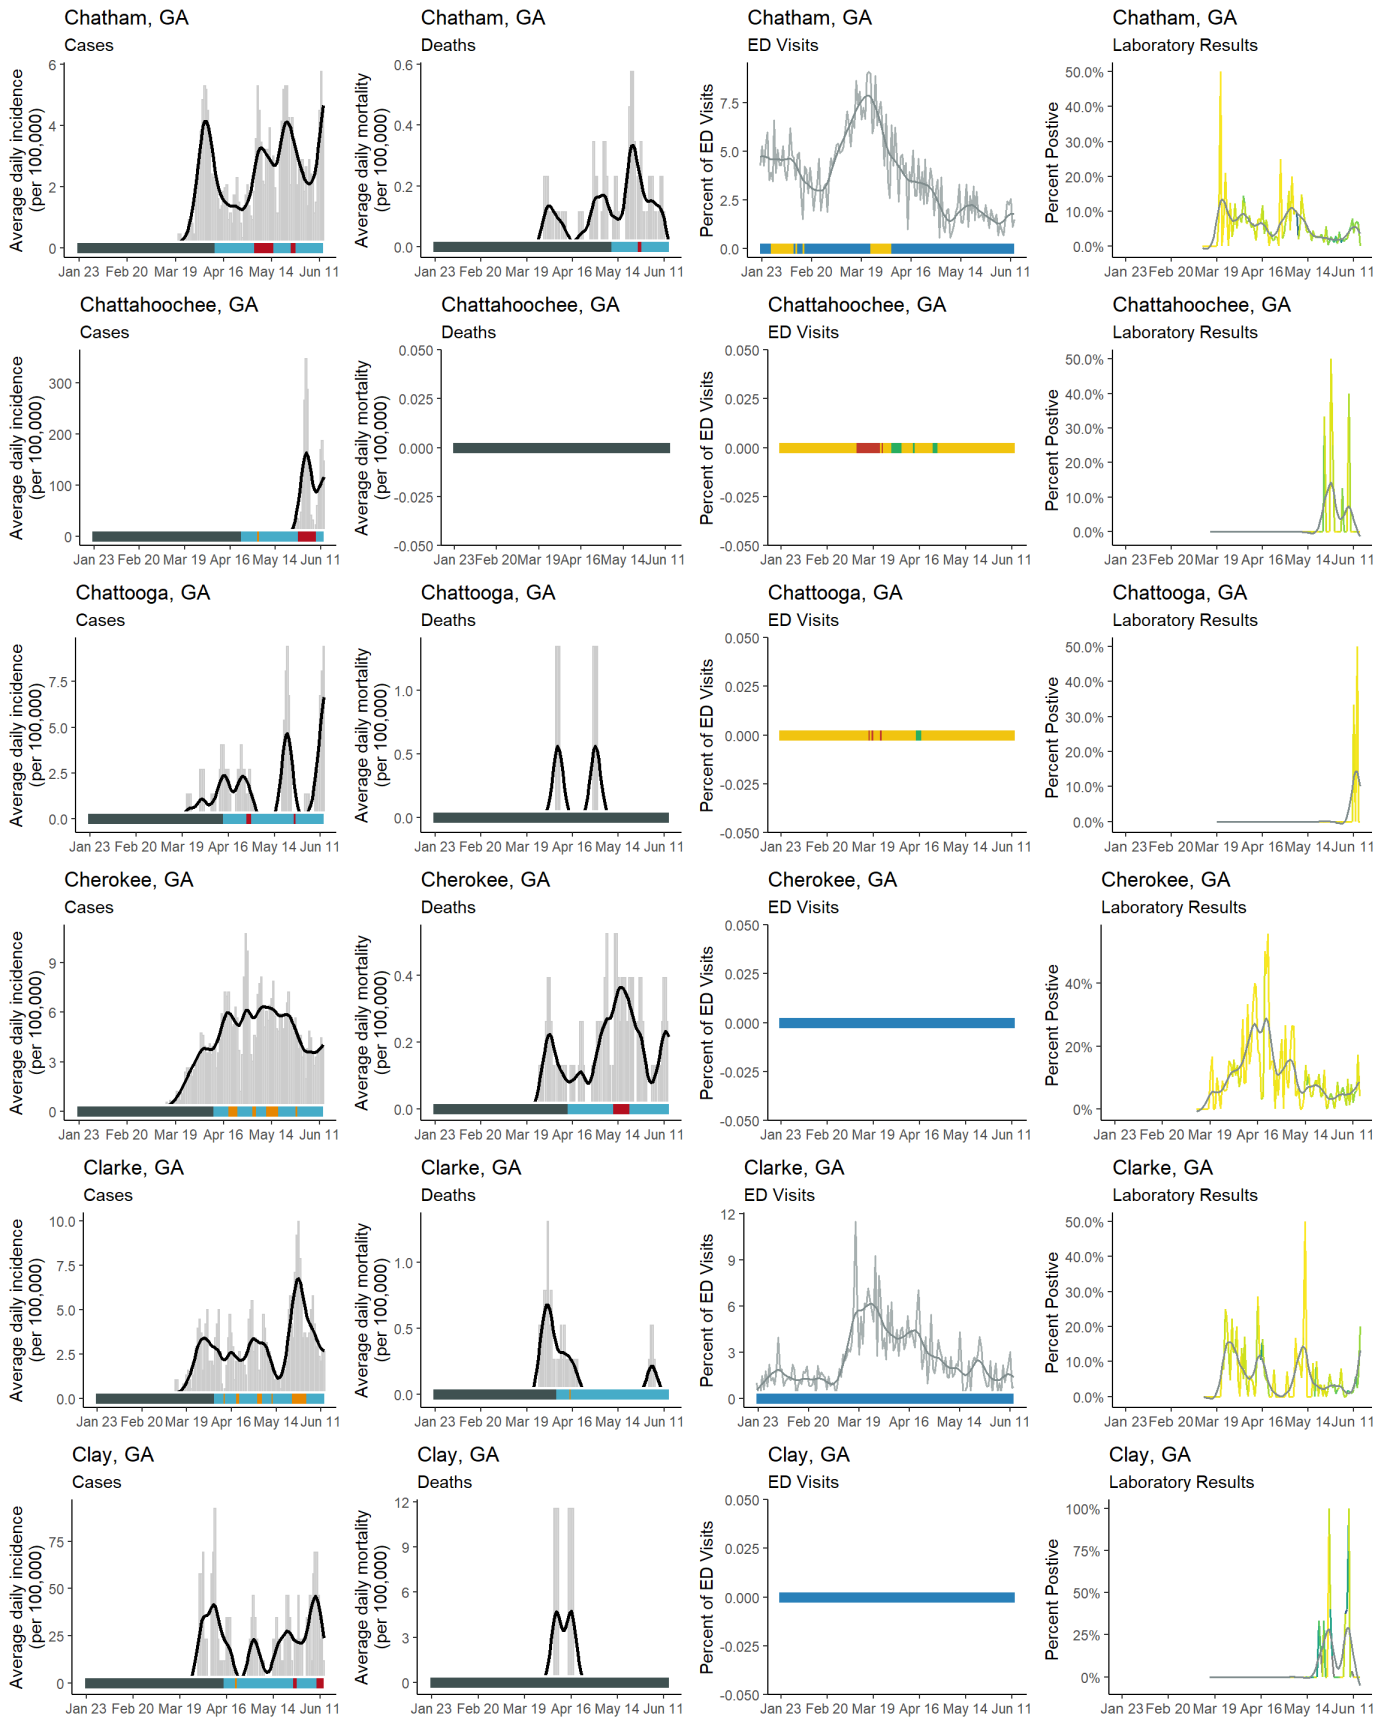 Chatham, GA
Cases
Average daily incidence
(per 100,000)
6
4
2
0
Jan 23 Feb 20 Mar 19 Apr 16 May 14 Jun 11
Chatham, GA
Deaths
Average daily mortality
(per 100,000)
0.6
0.4
0.2
0.0
Jan 23 Feb 20 Mar 19 Apr 16 May 14 Jun 11
Chatham, GA
ED Visits
Percent of ED Visits
7.5
5.0
2.5
0.0
Jan 23 Feb 20 Mar 19 Apr 16 May 14 Jun 11
Chatham, GA
Laboratory Results
Percent Postive
50.0%
40.0%
30.0%
20.0%
10.0%
0.0%
Jan 23 Feb 20 Mar 19 Apr 16 May 14 Jun 11
Chattahoochee, GA
Cases
Average daily incidence
(per 100,000)
300
200
100
0
Jan 23 Feb 20 Mar 19 Apr 16 May 14 Jun 11
Chattahoochee, GA
Deaths
Average daily mortality
(per 100,000)
0.050
0.025
0.000
-0.025
-0.050
Jan 23 Feb 20 Mar 19 Apr 16 May 14 Jun 11
Chattahoochee, GA
ED Visits
Percent of ED Visits
0.050
0.025
0.000
-0.025
-0.050
Jan 23 Feb 20 Mar 19 Apr 16 May 14 Jun 11
Chattahoochee, GA
Laboratory Results
Percent Postive
50.0%
40.0%
30.0%
20.0%
10.0%
0.0%
Jan 23 Feb 20 Mar 19 Apr 16 May 14 Jun 11
Chattooga, GA
Cases
Average daily incidence
(per 100,000)
7.5
5.0
2.5
0.0
Jan 23 Feb 20 Mar 19 Apr 16 May 14 Jun 11
Chattooga, GA
Deaths
Average daily mortality
(per 100,000)
1.0
0.5
0.0
Jan 23 Feb 20 Mar 19 Apr 16 May 14 Jun 11
Chattooga, GA
ED Visits
Percent of ED Visits
0.050
0.025
0.000
-0.025
-0.050
Jan 23 Feb 20 Mar 19 Apr 16 May 14 Jun 11
Chattooga, GA
Laboratory Results
Percent Postive
50.0%
40.0%
30.0%
20.0%
10.0%
0.0%
Jan 23 Feb 20 Mar 19 Apr 16 May 14 Jun 11
Cherokee, GA
Cases
Average daily incidence
(per 100,000)
9
6
3
0
Jan 23 Feb 20 Mar 19 Apr 16 May 14 Jun 11
Cherokee, GA
Deaths
Average daily mortality
(per 100,000)
0.4
0.2
0.0
Jan 23 Feb 20 Mar 19 Apr 16 May 14 Jun 11
Cherokee, GA
ED Visits
Percent of ED Visits
0.050
0.025
0.000
-0.025
-0.050
Jan 23 Feb 20 Mar 19 Apr 16 May 14 Jun 11
Cherokee, GA
Laboratory Results
Percent Postive
40%
20%
0%
Jan 23 Feb 20 Mar 19 Apr 16 May 14 Jun 11
Clarke, GA
Cases
Average daily incidence
(per 100,000)
10.0
7.5
5.0
2.5
0.0
Jan 23 Feb 20 Mar 19 Apr 16 May 14 Jun 11
Clarke, GA
Deaths
Average daily mortality
(per 100,000)
1.0
0.5
0.0
Jan 23 Feb 20 Mar 19 Apr 16 May 14 Jun 11
Clarke, GA
ED Visits
Percent of ED Visits
12
9
6
3
0
Jan 23 Feb 20 Mar 19 Apr 16 May 14 Jun 11
Clarke, GA
Laboratory Results
Percent Postive
50.0%
40.0%
30.0%
20.0%
10.0%
0.0%
Jan 23 Feb 20 Mar 19 Apr 16 May 14 Jun 11
Clay, GA
Cases
Average daily incidence
(per 100,000)
75
50
25
0
Jan 23 Feb 20 Mar 19 Apr 16 May 14 Jun 11
Clay, GA
Deaths
Average daily mortality
(per 100,000)
12
9
6
3
0
Jan 23 Feb 20 Mar 19 Apr 16 May 14 Jun 11
Clay, GA
ED Visits
Percent of ED Visits
0.050
0.025
0.000
-0.025
-0.050
Jan 23 Feb 20 Mar 19 Apr 16 May 14 Jun 11
Clay, GA
Laboratory Results
Percent Postive
100%
75%
50%
25%
0%
Jan 23 Feb 20 Mar 19 Apr 16 May 14 Jun 11